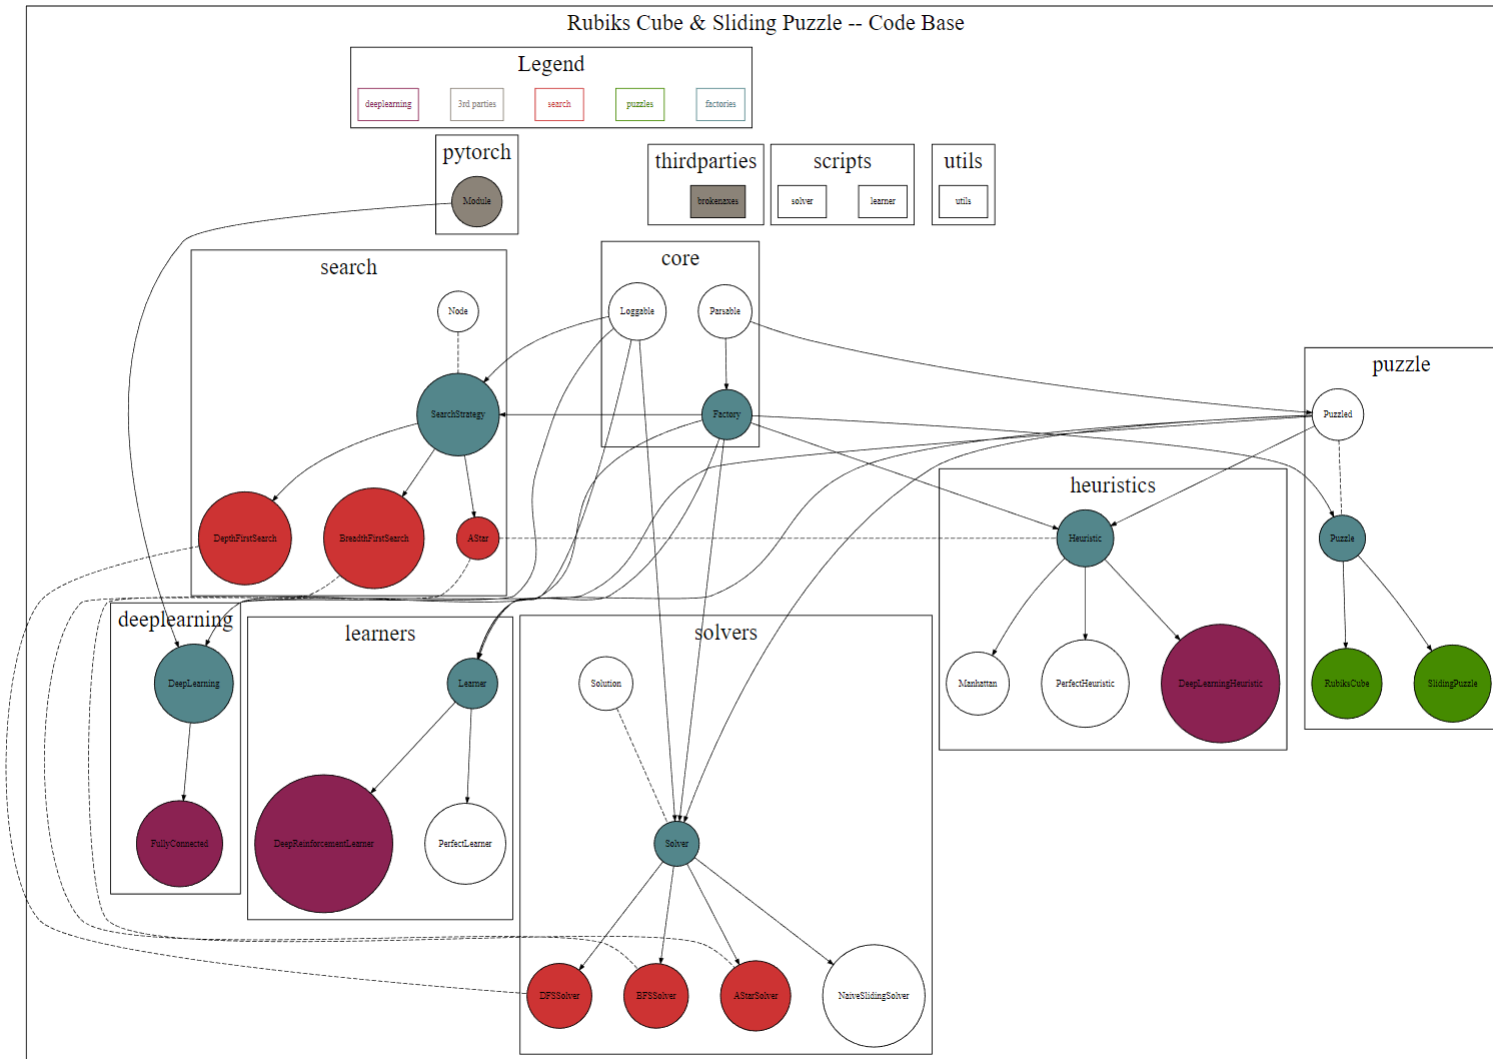 Rubiks Cube & Sliding Puzzle -- Code Base
Legend
deeplearning
3rd parties
search
puzzles
factories
pytorch
Module
thirdparties
brokenaxes
scripts
solver
learner
utils
utils
search
Node
SearchStrategy
DepthFirstSearch
BreadthFirstSearch
AStar
core
Loggable
Parsable
Factory
puzzle
Puzzled
Puzzle
RubiksCube
SlidingPuzzle
heuristics
Heuristic
Manhattan
PerfectHeuristic
DeepLearningHeuristic
deeplearning
DeepLearning
FullyConnected
learners
Learner
DeepReinforcementLearner
PerfectLearner
solvers
Solution
Solver
DFSSolver
BFSSolver
AStarSolver
NaiveSlidingSolver